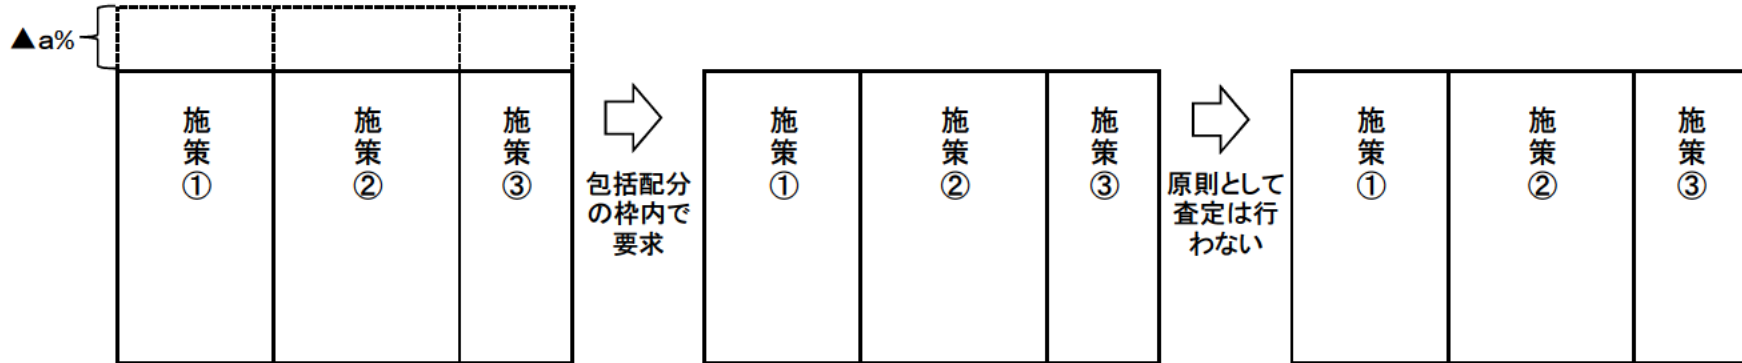 ▲a%
施策①
施策②
施策③
包括配分
の枠内で
要求
施策①
施策②
施策③
原則として
査定は行
わない
施策①
施策②
施策③